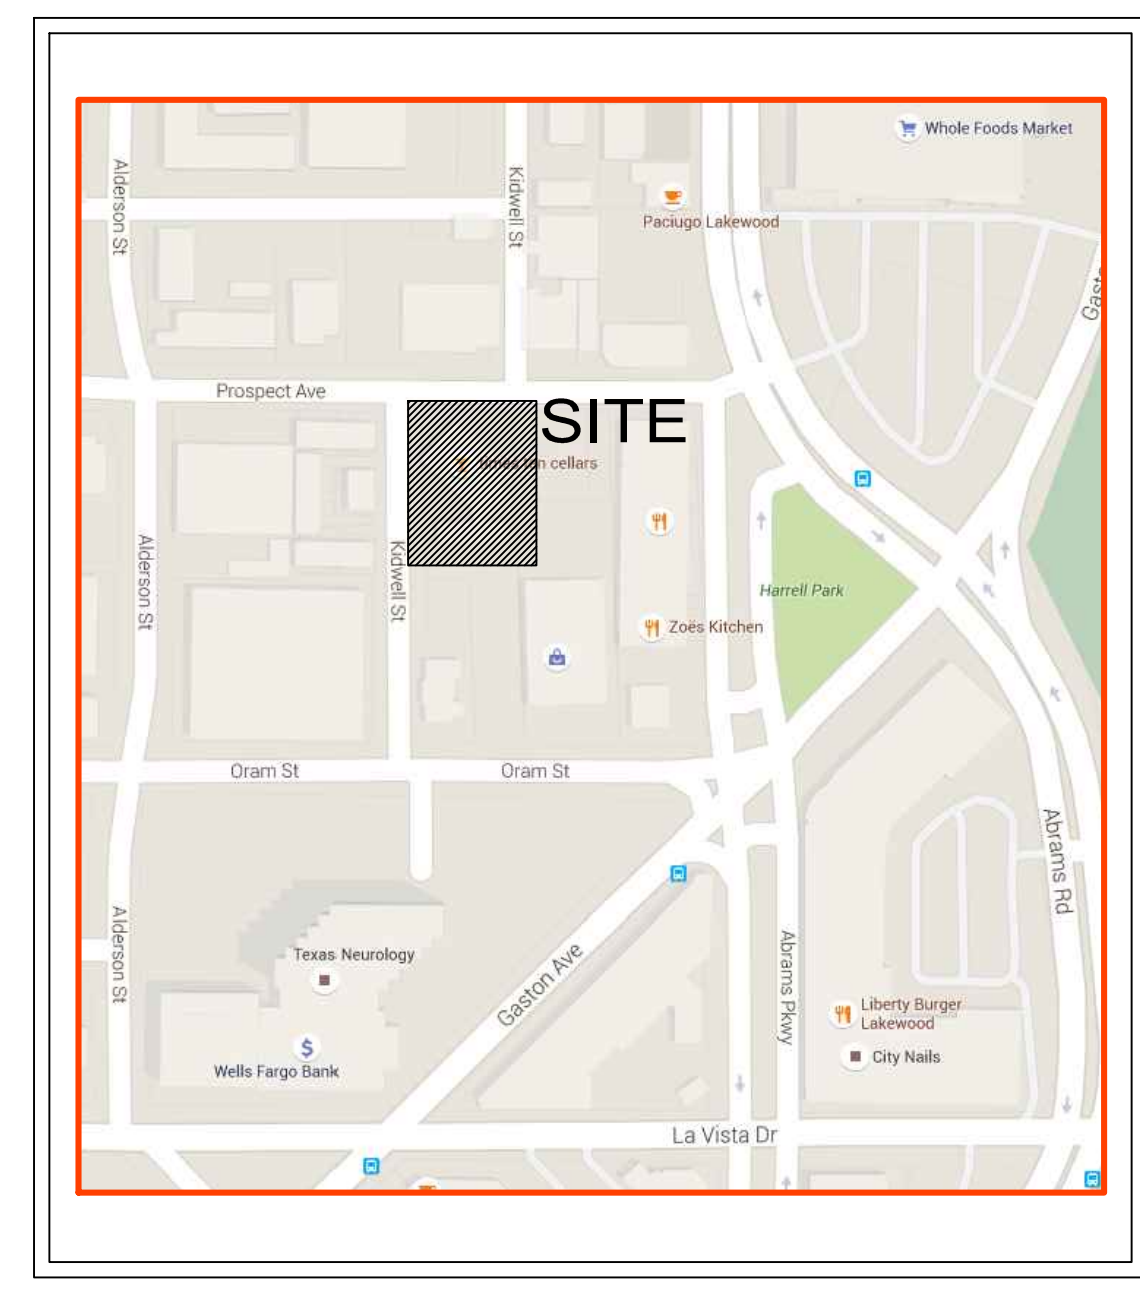 Whole Foods Market
Alderson St
Kidwell St
Paciugo Lakewood
Prospect Ave
SITE
cellars
Alderson St
Kidwell St
Harrell Park
Zoës Kitchen
Oram St
Oram St
Abrams Rd
Alderson St
Texas Neurology
Gaston Ave
Abrams Pkwy
Liberty Burger
Lakewood
City Nails
Wells Fargo Bank
$
La Vista Dr